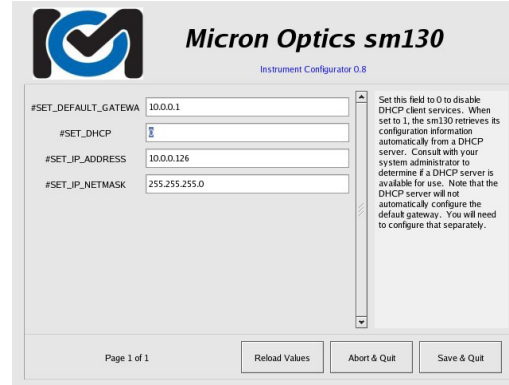 Micron Optics sm130
Instrument Configurator 0.8
#SET_DEFAULT_GATEWA 10.0.0.1
#SET_DHCP 0
#SET_IP_ADDRESS 10.0.0.126
#SET_IP_NETMASK 255.255.255.0
Set this field to 0 to disable
DHCP client services. When
set to 1, the sm130 retrieves its
configuration information
automatically from a DHCP
server. Consult with your
system administrator to
determine if a DHCP server is
available for use. Note that the
DHCP server will not
automatically configure the
default gateway. You will need
to configure that separately.
Page 1 of 1 Reload Values Abort & Quit Save & Quit